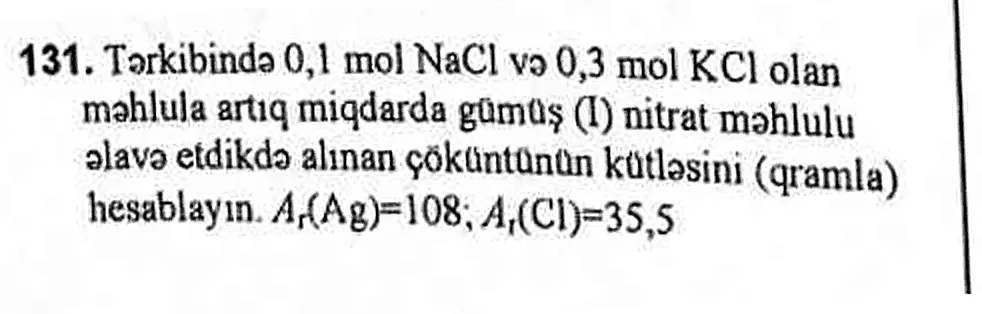 131. Tərkibində 0,1 mol NaCl və 0,3 mol KCl olan
məhlula artıq miqdarda gümüş (I) nitrat məhlulu
əlavə etdikdə alınan çöküntünün kütləsini (qramla)
hesablayın. Aᵣ(Ag)=108; Aᵣ(Cl)=35,5